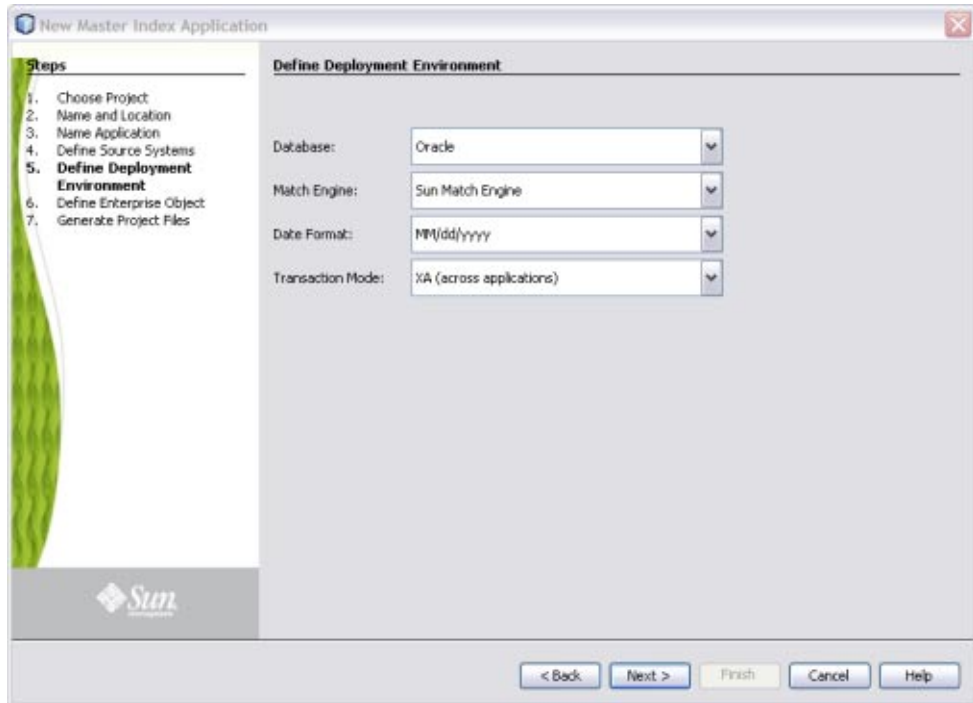 New Master Index Application
Steps
1. Choose Project
2. Name and Location
3. Name Application
4. Define Source Systems
5. Define Deployment
Environment
6. Define Enterprise Object
7. Generate Project Files
Define Deployment Environment
Database: Oracle
Match Engine: Sun Match Engine
Date Format: MM/dd/yyyy
Transaction Mode: XA (across applications)
Sun
< Back Next > Finish Cancel Help